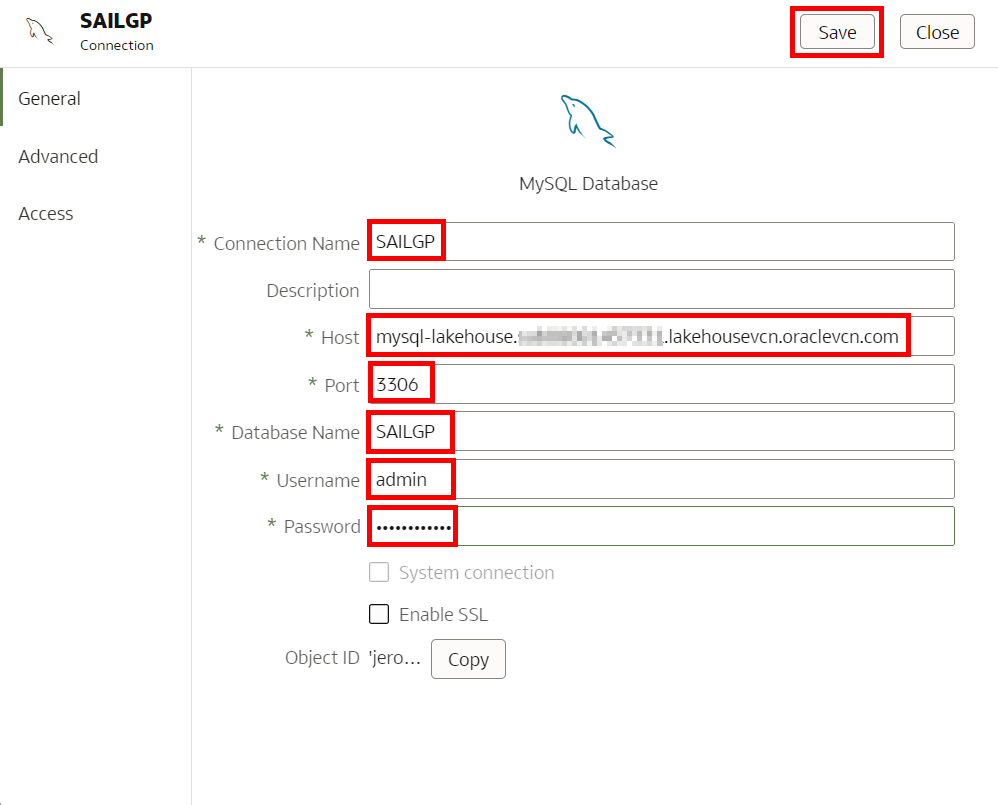 SAILGP
Connection
Save
Close
General
Advanced
Access
MySQL Database
* Connection Name SAILGP
Description
* Host mysql-lakehouse. .lakehousevcn.oraclevcn.com
* Port 3306
* Database Name SAILGP
* Username admin
* Password ••••••••••••
System connection
Enable SSL
Object ID 'jero... Copy